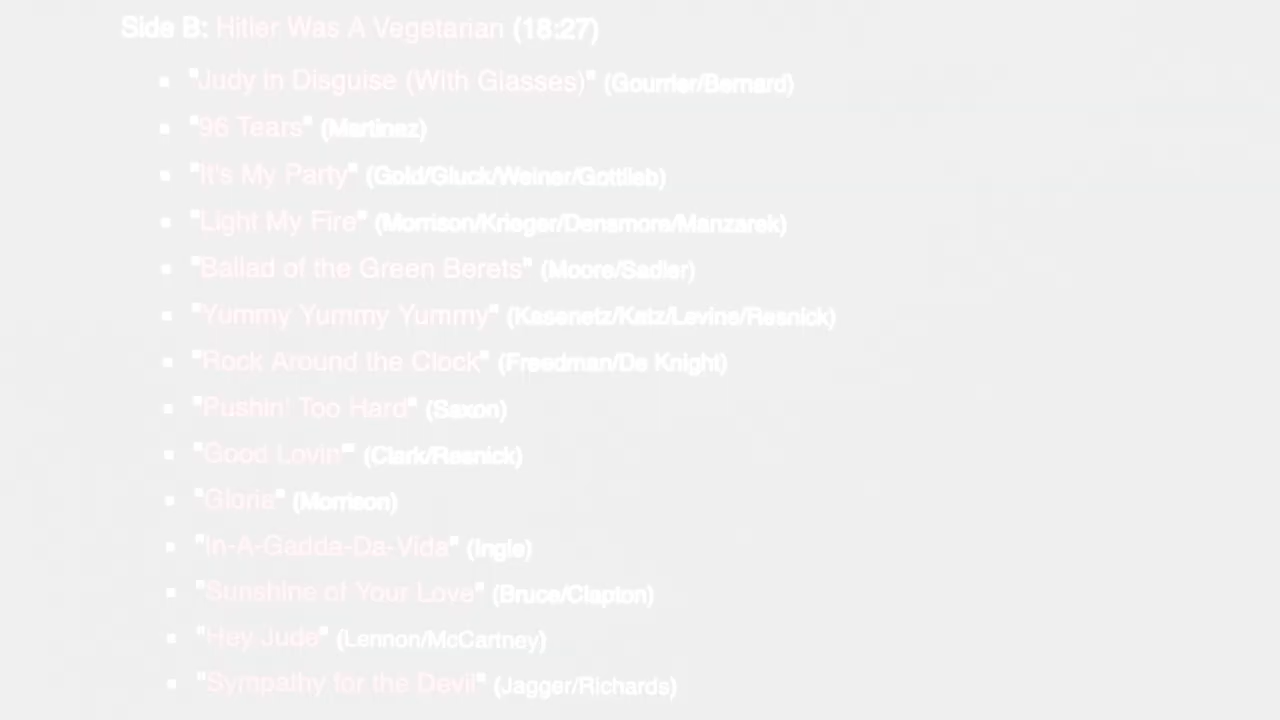 Side B: Hitler Was A Vegetarian (18:27)
"Judy in Disguise (With Glasses)" (Gourrier/Bernard)
"96 Tears" (Martinez)
"It's My Party" (Gold/Gluck/Weiner/Gottlieb)
"Light My Fire" (Morrison/Krieger/Densmore/Manzarek)
"Ballad of the Green Berets" (Moore/Sadler)
"Yummy Yummy Yummy" (Kasenetz/Katz/Levine/Resnick)
"Rock Around the Clock" (Freedman/De Knight)
"Pushin' Too Hard" (Saxon)
"Good Lovin'" (Clark/Resnick)
"Gloria" (Morrison)
"In-A-Gadda-Da-Vida" (Ingle)
"Sunshine of Your Love" (Bruce/Clapton)
"Hey Jude" (Lennon/McCartney)
"Sympathy for the Devil" (Jagger/Richards)